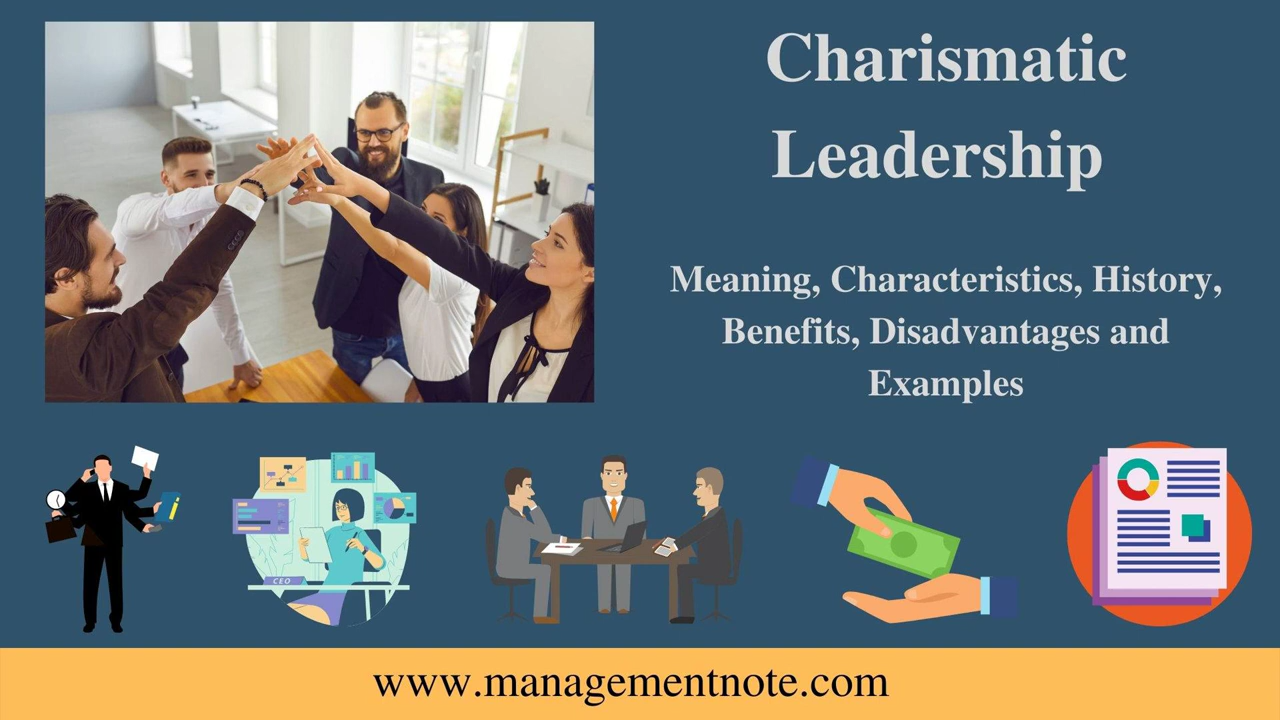 Charismatic
Leadership
Meaning, Characteristics, History,
Benefits, Disadvantages and
Examples
CEO
www.managementnote.com